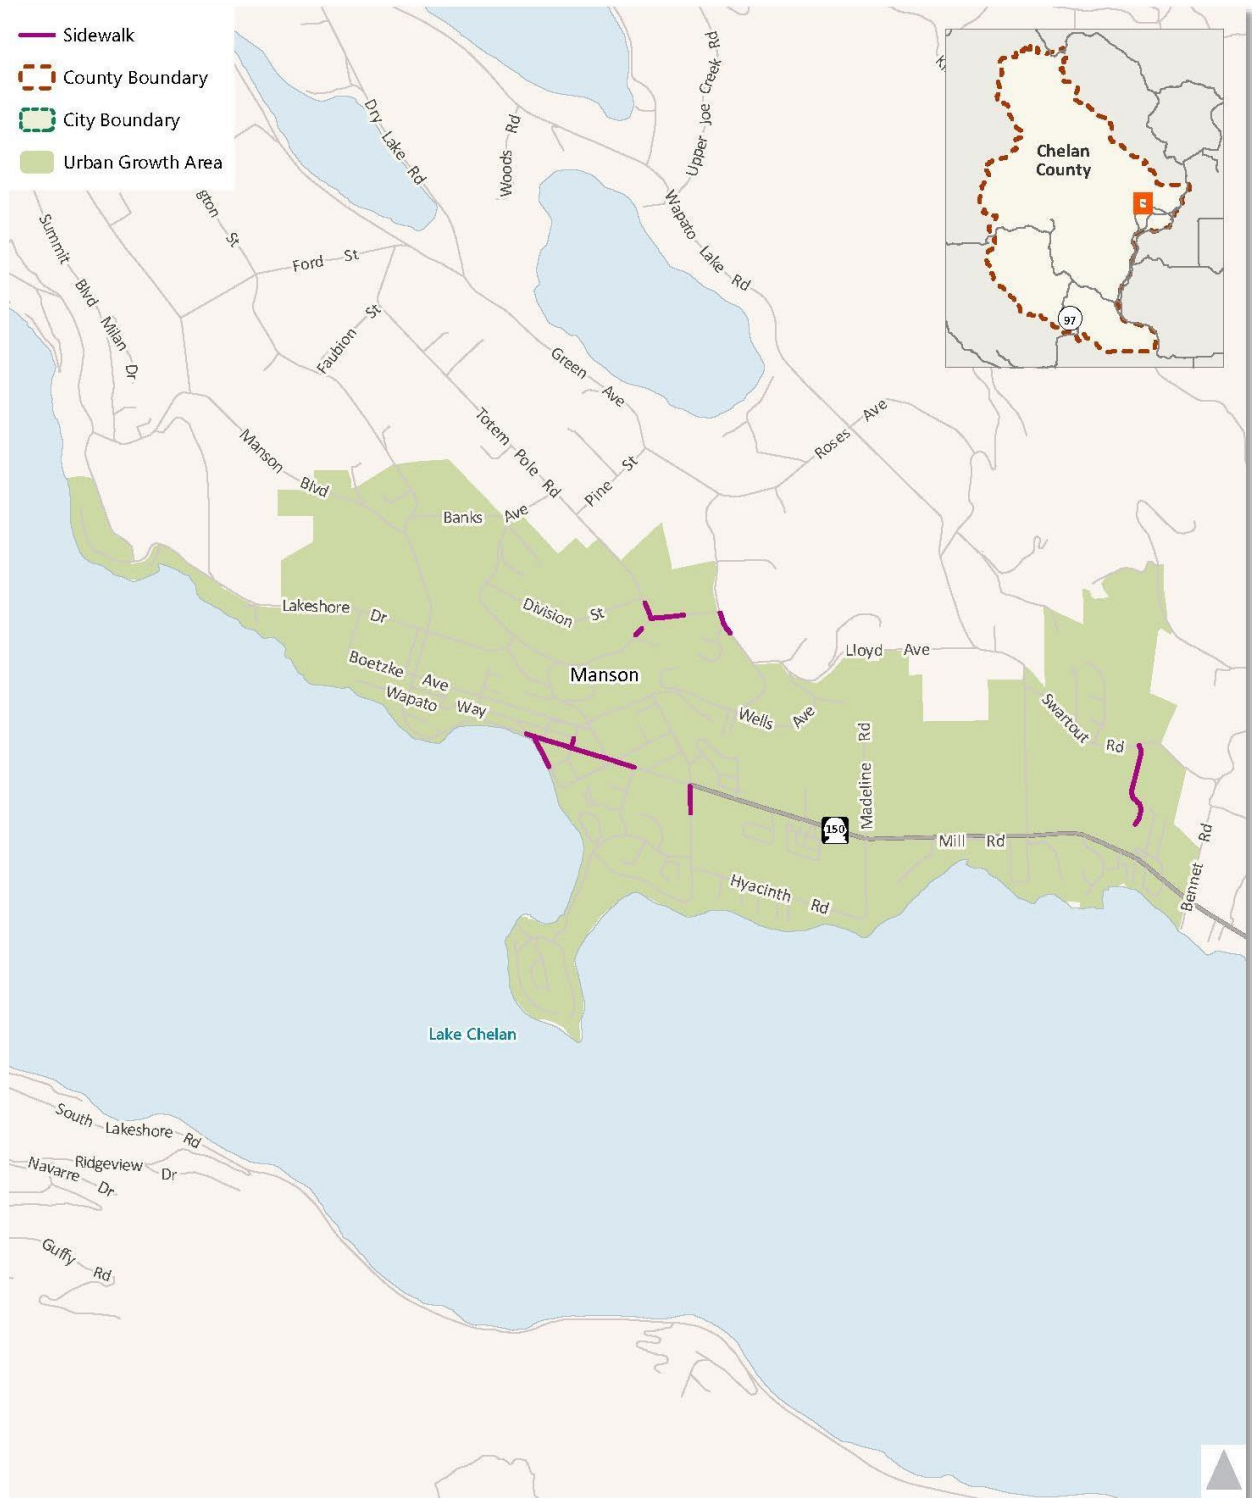 Sidewalk
County Boundary
City Boundary
Urban Growth Area
Chelan
County
97
Dry Lake Rd
Woods Rd
Upper Joe Creek Rd
Wapato Lake Rd
gton St
Summit Blvd
Milan Dr
Ford St
Faubion St
Green Ave
Roses Ave
Totem Pole Rd
Pine St
Manson Blvd
Banks Ave
Lakeshore Dr
Division St
Lloyd Ave
Boetzke Ave
Manson
Wapato Way
Wells Ave
Swartout Rd
Madeline Rd
150
Mill Rd
Bennet Rd
Hyacinth Rd
Lake Chelan
South Lakeshore Rd
Ridgeview Dr
Navarre Dr
Guffy Rd